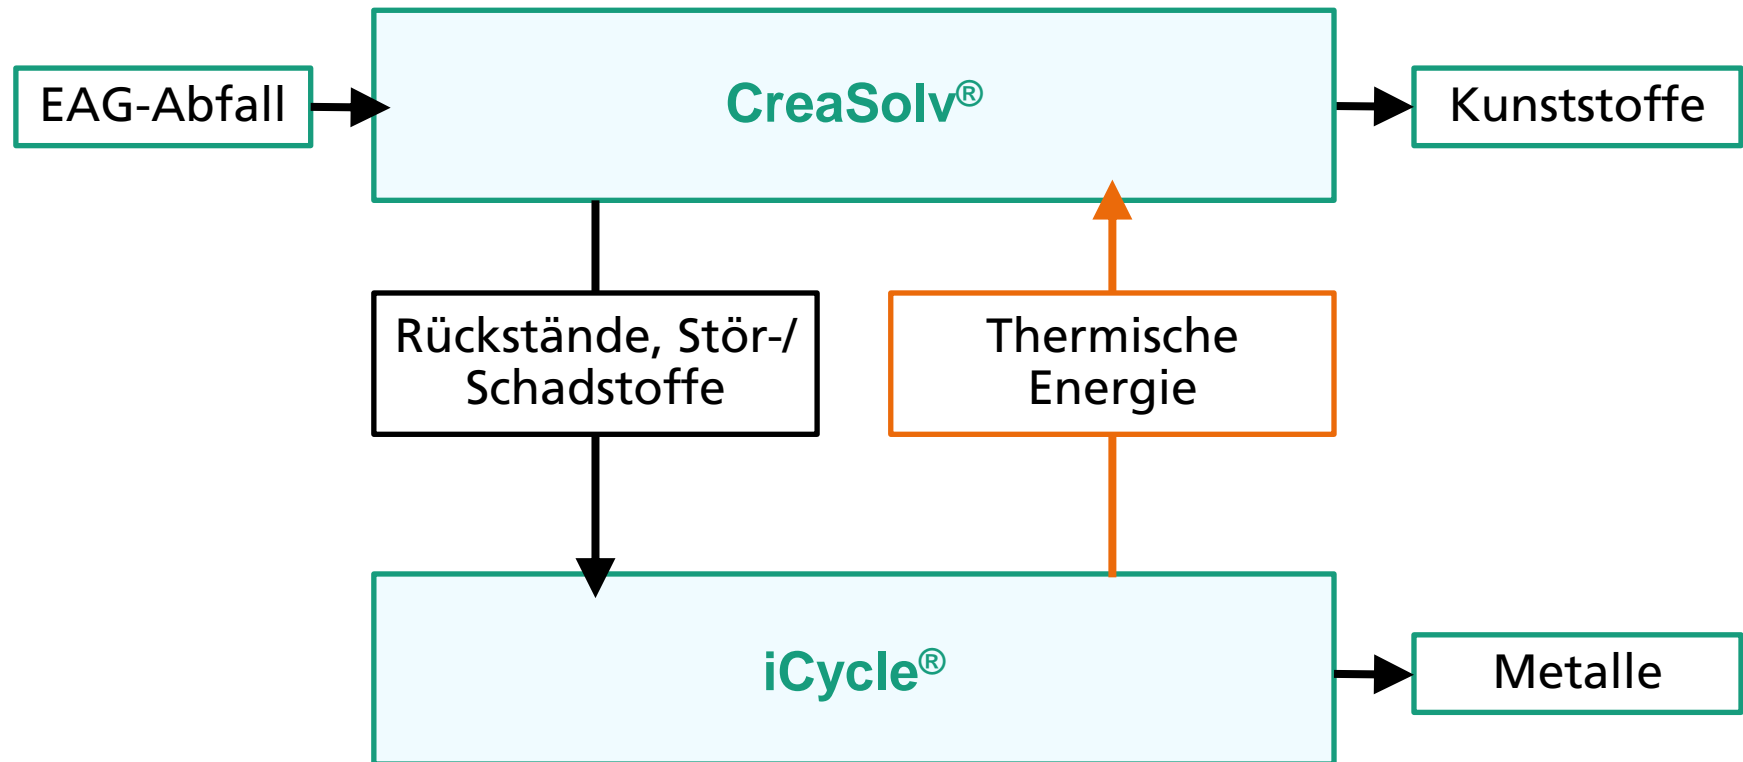 EAG-Abfall
CreaSolv®
Kunststoffe
Rückstände, Stör-/
Schadstoffe
Thermische
Energie
iCycle®
Metalle